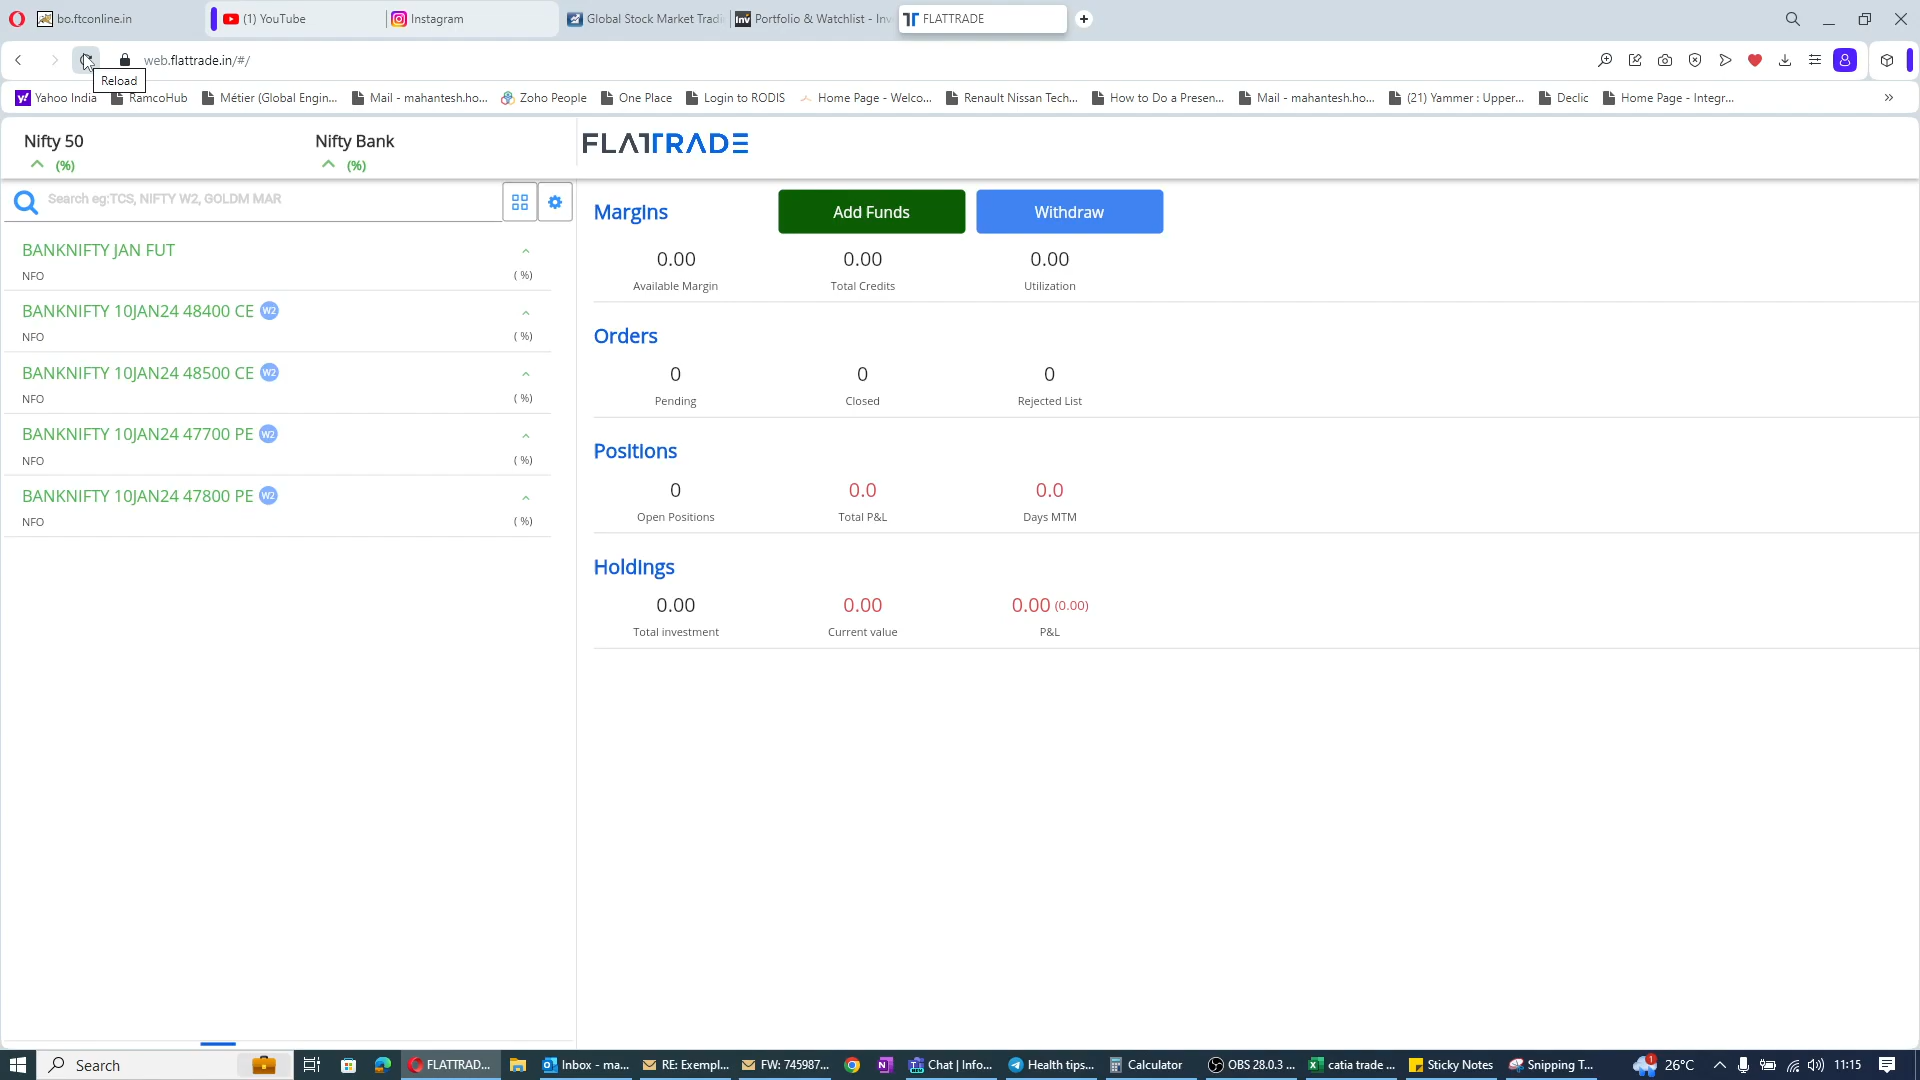 bo.ftconline.in
(1) YouTube
Instagram
Global Stock Market Tradi
Portfolio & Watchlist - Inv
FLATTRADE
web.flattrade.in/#/
Reload
Yahoo India
RamcoHub
Métier (Global Engin...
Mail - mahantesh.ho...
Zoho People
One Place
Login to RODIS
Home Page - Welco...
Renault Nissan Tech...
How to Do a Presen...
Mail - mahantesh.ho...
(21) Yammer : Upper...
Declic
Home Page - Integr...
Nifty 50
(%)
Nifty Bank
(%)
FLATTRADE
Search eg:TCS, NIFTY W2, GOLDM MAR
BANKNIFTY JAN FUT
NFO
( %)
BANKNIFTY 10JAN24 48400 CE W2
NFO
( %)
BANKNIFTY 10JAN24 48500 CE W2
NFO
( %)
BANKNIFTY 10JAN24 47700 PE W2
NFO
( %)
BANKNIFTY 10JAN24 47800 PE W2
NFO
( %)
Margins
Add Funds
Withdraw
0.00 0.00 0.00
Available Margin Total Credits Utilization
Orders
0 0 0
Pending Closed Rejected List
Positions
0 0.0 0.0
Open Positions Total P&L Days MTM
Holdings
0.00 0.00 0.00 (0.00)
Total investment Current value P&L
Search
FLATTRAD...
Inbox - ma...
RE: Exempl...
FW: 745987...
Chat | Info...
Health tips...
Calculator
OBS 28.0.3 ...
catia trade ...
Sticky Notes
Snipping T...
1
26°C
11:15